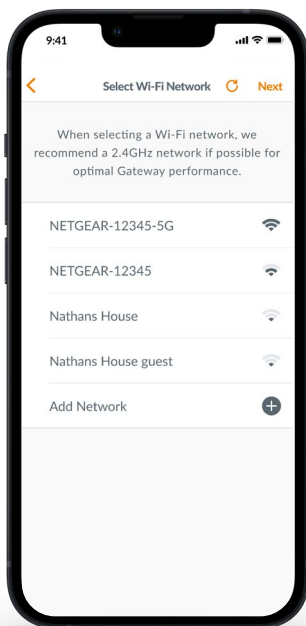 9:41
Select Wi-Fi Network
Next
When selecting a Wi-Fi network, we
recommend a 2.4GHz network if possible for
optimal Gateway performance.
NETGEAR-12345-5G
NETGEAR-12345
Nathans House
Nathans House guest
Add Network